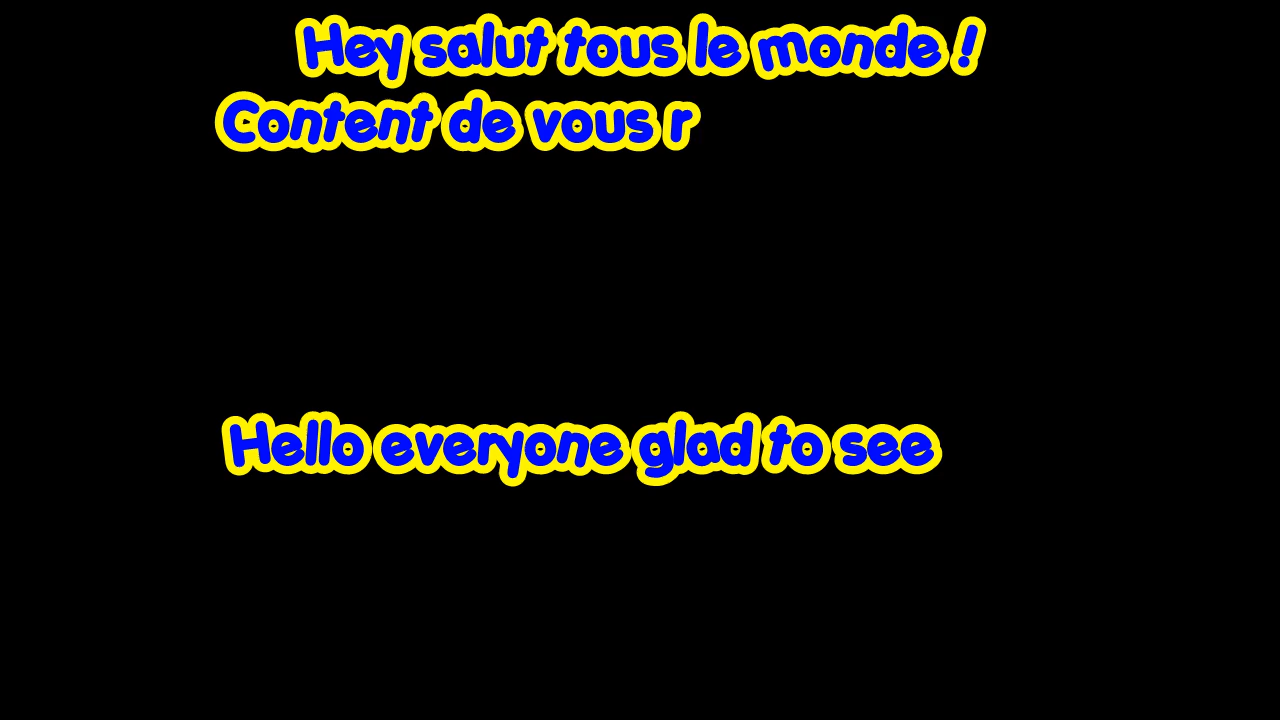 Hey salut tous le monde !
Content de vous r
Hello everyone glad to see